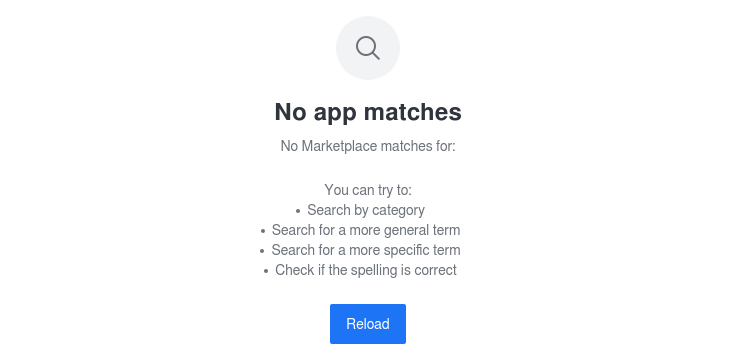 No app matches
No Marketplace matches for:
You can try to:
• Search by category
• Search for a more general term
• Search for a more specific term
• Check if the spelling is correct
Reload